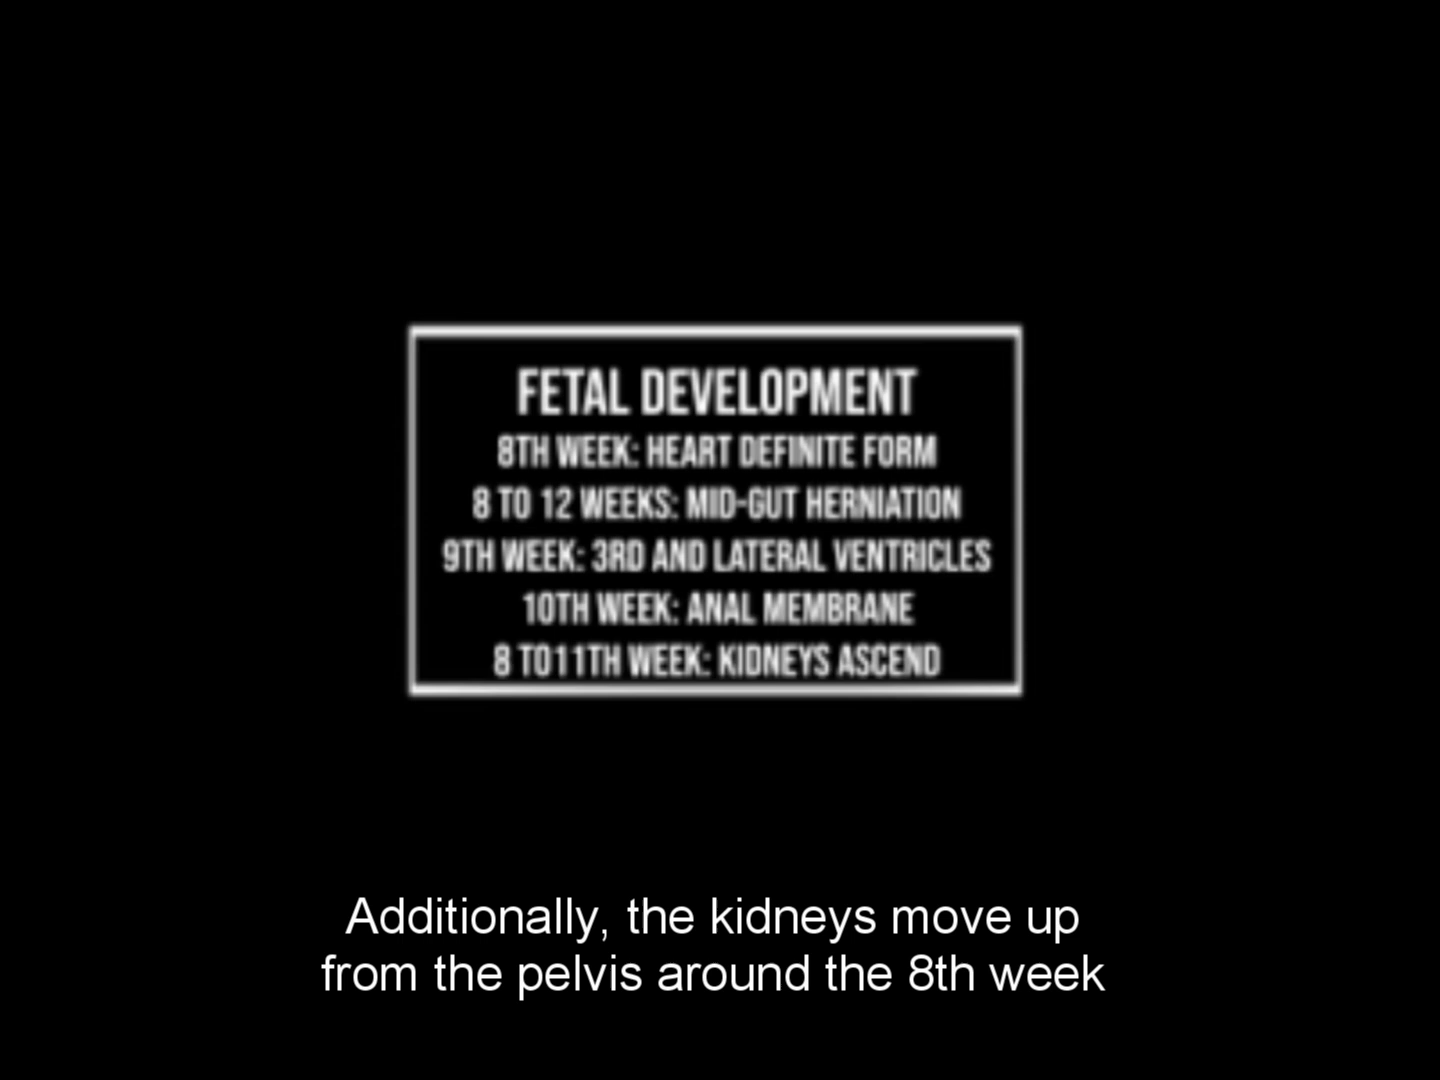 FETAL DEVELOPMENT
8TH WEEK: HEART DEFINITE FORM
8 TO 12 WEEKS: MID-GUT HERNIATION
9TH WEEK: 3RD AND LATERAL VENTRICLES
10TH WEEK: ANAL MEMBRANE
8 TO11TH WEEK: KIDNEYS ASCEND
Additionally, the kidneys move up
from the pelvis around the 8th week